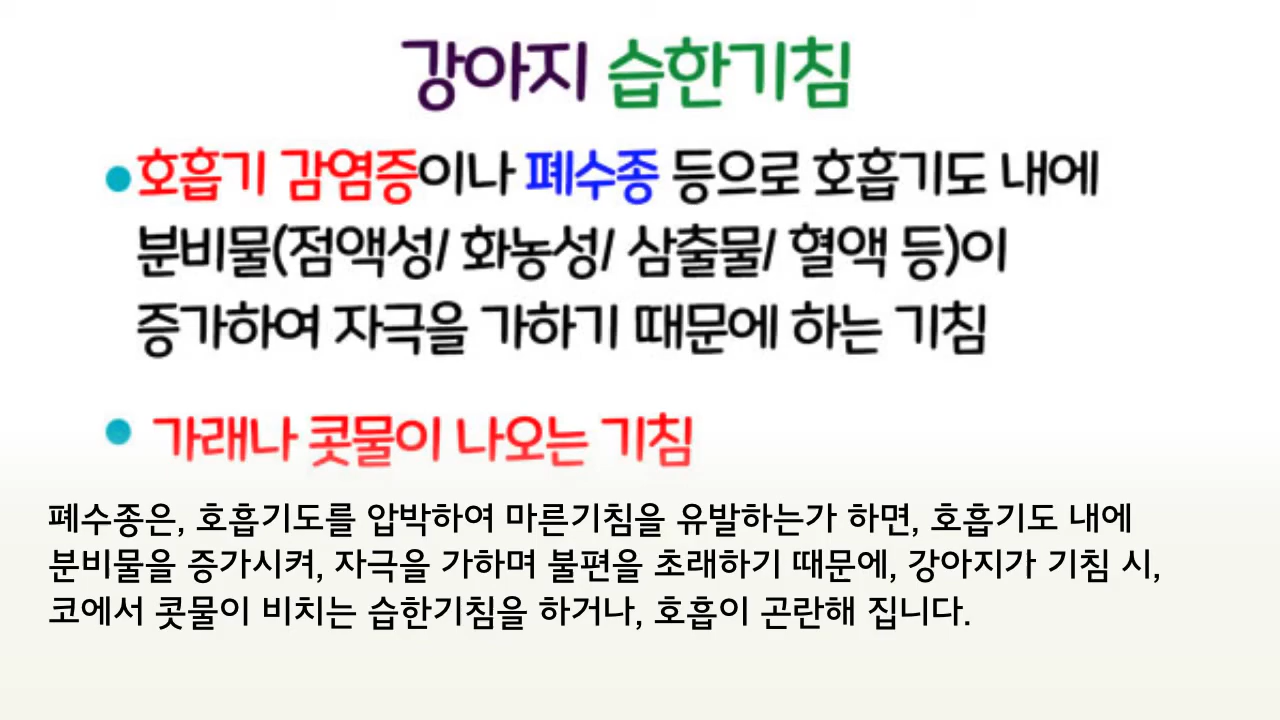 강아지 습한기침
호흡기 감염증이나 폐수종 등으로 호흡기도 내에
분비물(점액성/ 화농성/ 삼출물/ 혈액 등)이
증가하여 자극을 가하기 때문에 하는 기침
가래나 콧물이 나오는 기침
폐수종은, 호흡기도를 압박하여 마른기침을 유발하는가 하면, 호흡기도 내에
분비물을 증가시켜, 자극을 가하며 불편을 초래하기 때문에, 강아지가 기침 시,
코에서 콧물이 비치는 습한기침을 하거나, 호흡이 곤란해 집니다.